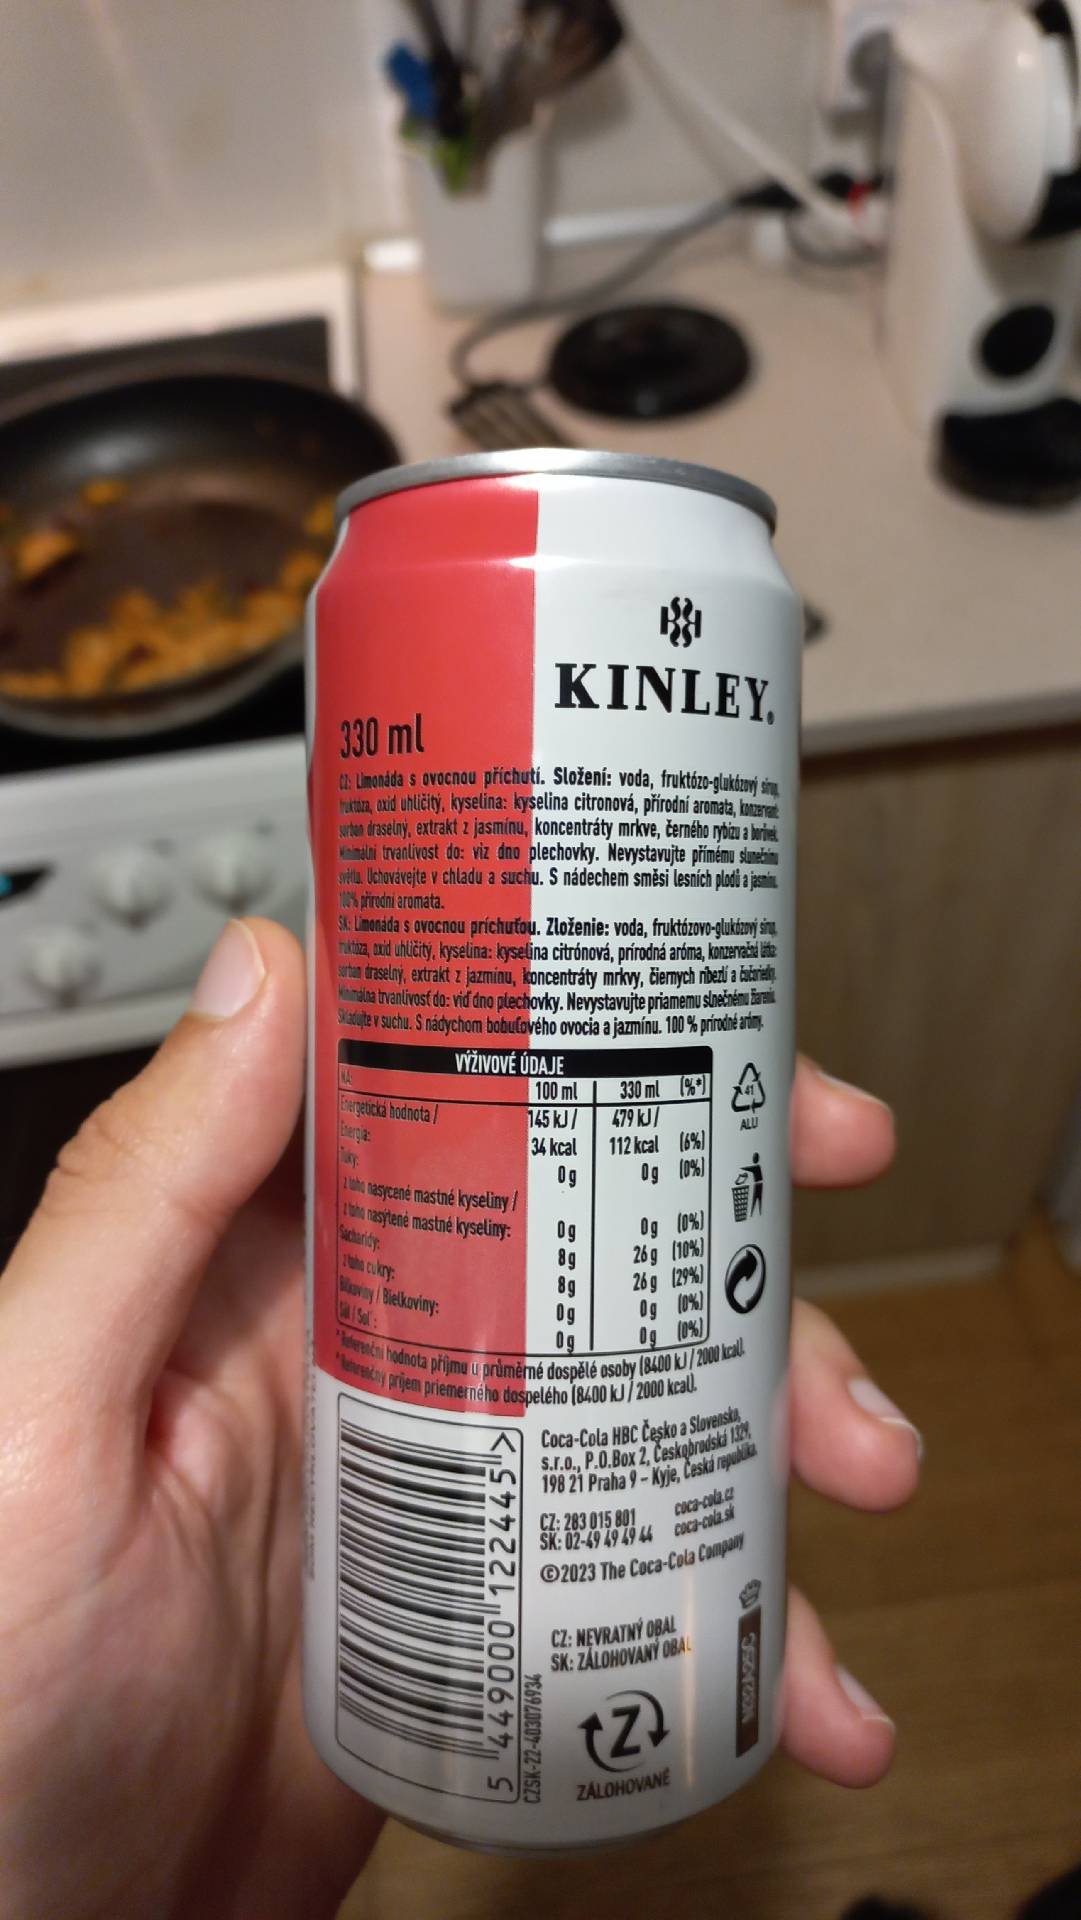 KINLEY®
330 ml
CZ: Limonáda s ovocnou příchutí. Složení: voda, fruktózo-glukózový sirup,
fruktóza, oxid uhličitý, kyselina: kyselina citronová, přírodní aromata, konzervant:
sorban draselný, extrakt z jasmínu, koncentráty mrkve, černého rybízu a borůvek.
Minimální trvanlivost do: viz dno plechovky. Nevystavujte přímému slunečnímu
světlu. Uchovávejte v chladu a suchu. S nádechem směsi lesních plodů a jasmínu.
100% přírodní aromata.
SK: Limonáda s ovocnou príchuťou. Zloženie: voda, fruktózovo-glukózový sirup,
fruktóza, oxid uhličitý, kyselina: kyselina citrónová, prírodná aróma, konzervačná látka:
sorban draselný, extrakt z jazmínu, koncentráty mrkvy, čiernych ríbezlí a čučoriedky.
Minimálna trvanlivosť do: viď dno plechovky. Nevystavujte priamemu slnečnému žiareniu.
Skladujte v suchu. S nádychom bobuľového ovocia a jazmínu. 100 % prírodné arómy.
VÝŽIVOVÉ ÚDAJE
NA: 100 ml 330 ml (%*)
Energetická hodnota / 145 kJ / 479 kJ /
Energia: 34 kcal 112 kcal (6%)
Tuky: 0 g 0 g (0%)
z toho nasycené mastné kyseliny /
z toho nasýtené mastné kyseliny: 0 g 0 g (0%)
Sacharidy: 8 g 26 g (10%)
z toho cukry: 8 g 26 g (29%)
Bílkoviny / Bielkoviny: 0 g 0 g (0%)
Sůl / Soľ: 0 g 0 g (0%)
*Referenční hodnota příjmu u průměrné dospělé osoby (8400 kJ / 2000 kcal).
*Referenčný príjem priemerného dospelého (8400 kJ / 2000 kcal).
41
ALU
Coca-Cola HBC Česko a Slovensko,
s.r.o., P.O.Box 2, Českobrodská 1329,
198 21 Praha 9 – Kyje, Česká republika
CZ: 283 015 801 coca-cola.cz
SK: 02-49 49 49 44 coca-cola.sk
©2023 The Coca-Cola Company
CZ: NEVRATNÝ OBAL
SK: ZÁLOHOVANÝ OBAL
Z
ZÁLOHOVANÉ
5 449000 122445 >
CZSK-22-403076934